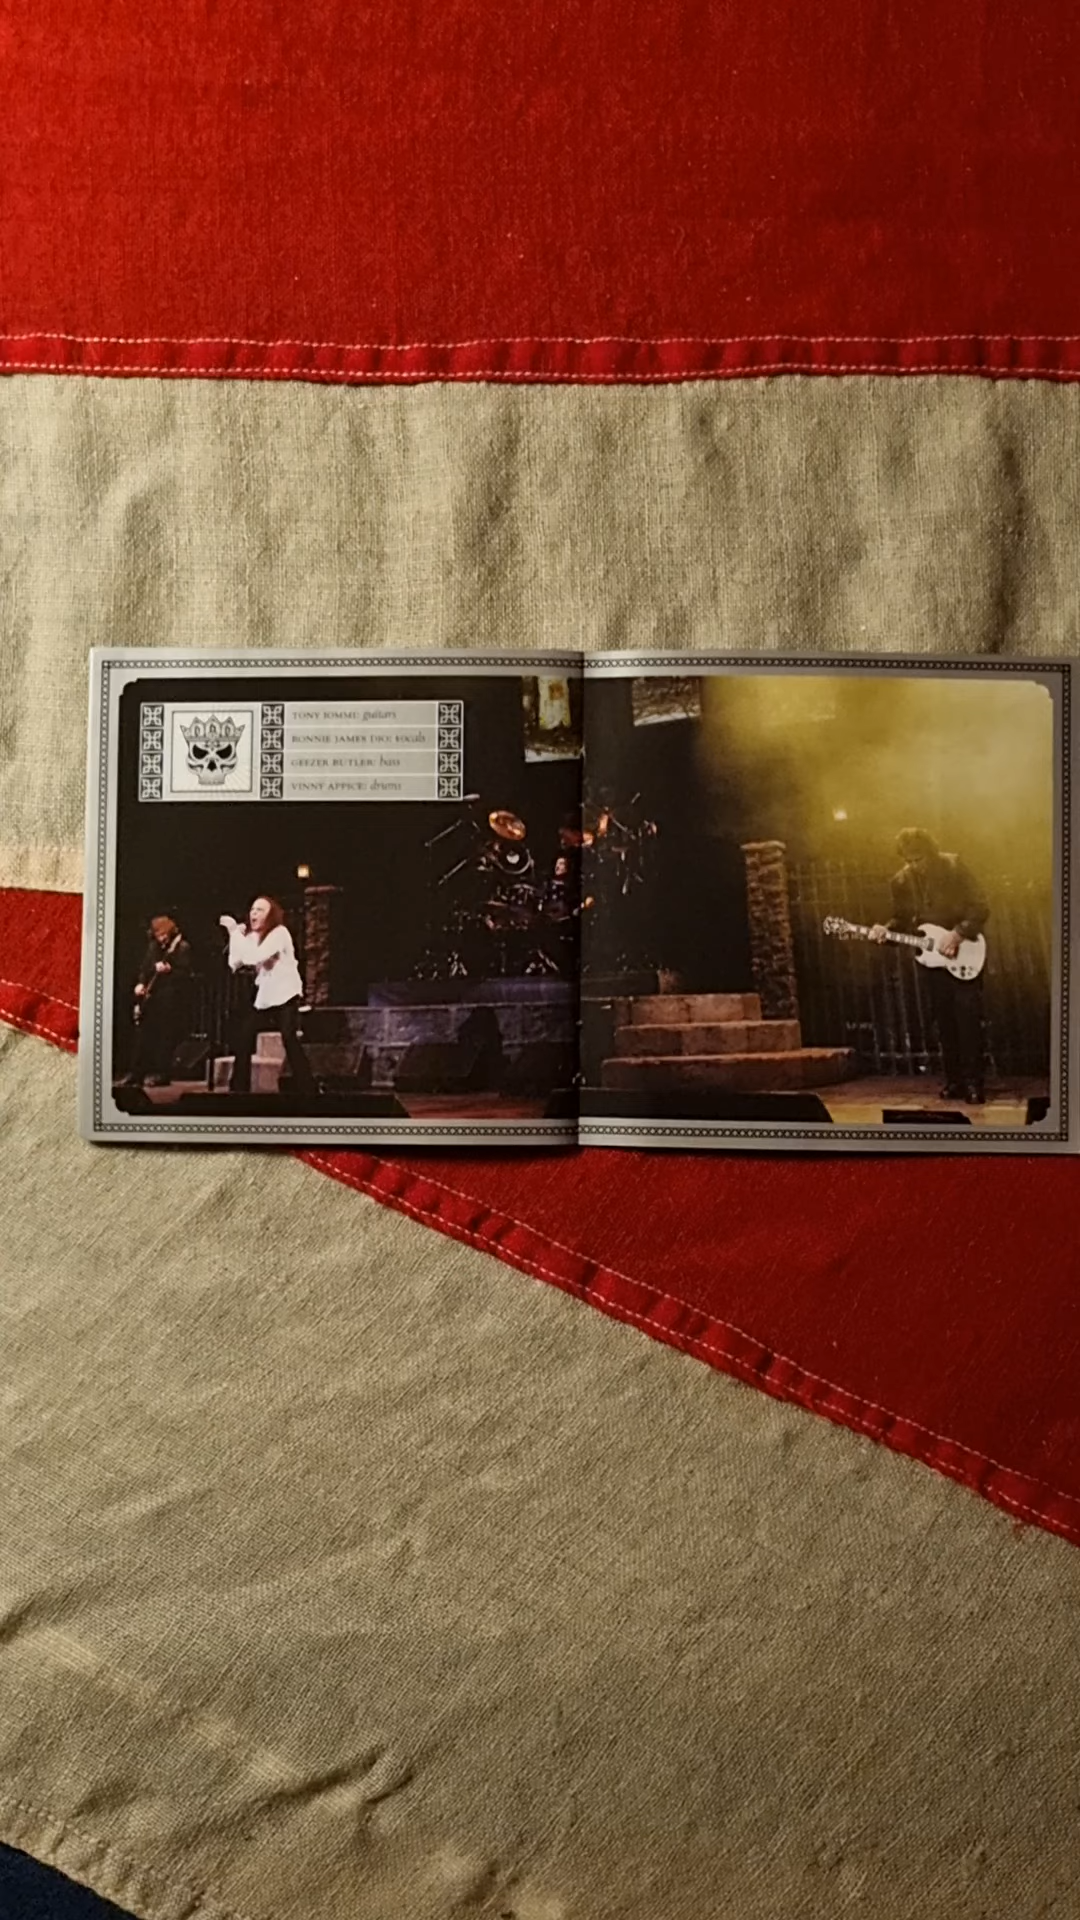 TONY IOMMI: guitars
RONNIE JAMES DIO: vocals
GEEZER BUTLER: bass
VINNY APPICE: drums